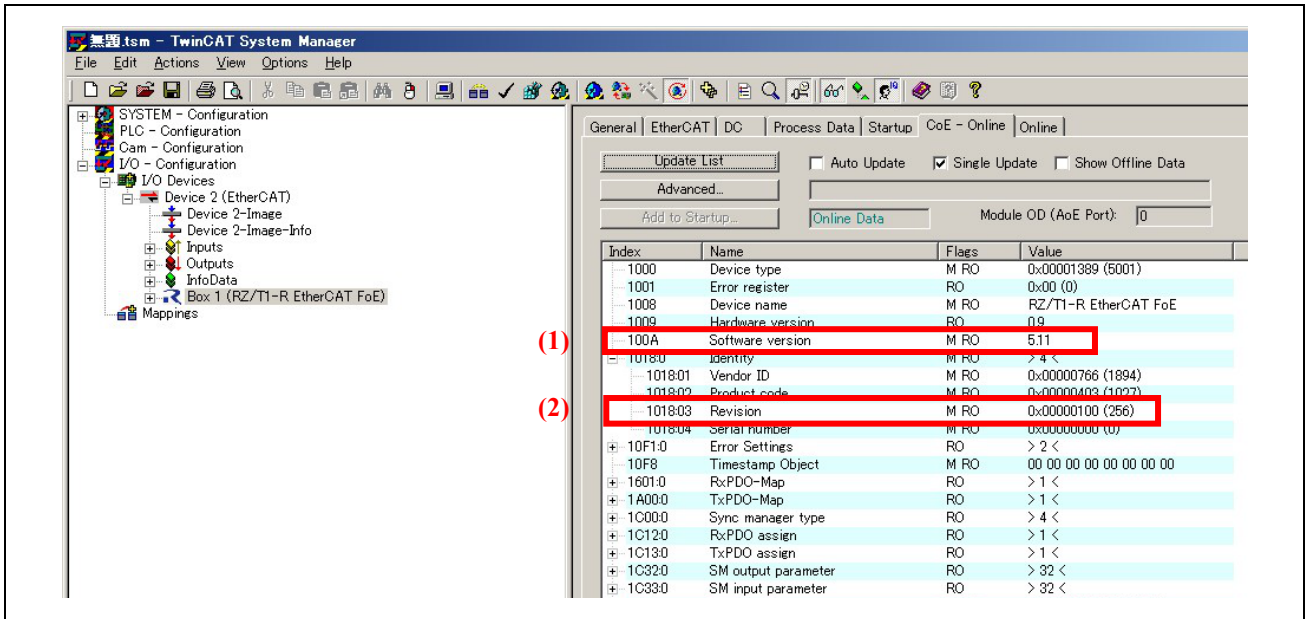 無題.tsm - TwinCAT System Manager
File Edit Actions View Options Help
SYSTEM - Configuration
PLC - Configuration
Cam - Configuration
I/O - Configuration
I/O Devices
Device 2 (EtherCAT)
Device 2-Image
Device 2-Image-Info
Inputs
Outputs
InfoData
Box 1 (RZ/T1-R EtherCAT FoE)
Mappings
General EtherCAT DC Process Data Startup CoE - Online Online
Update List Auto Update Single Update Show Offline Data
Advanced...
Add to Startup... Online Data Module OD (AoE Port): 0
Index Name Flags Value
1000 Device type M RO 0x00001389 (5001)
1001 Error register RO 0x00 (0)
1008 Device name M RO RZ/T1-R EtherCAT FoE
1009 Hardware version RO 0.9
(1) 100A Software version M RO 5.11
1018:0 Identity M RO > 4 <
1018:01 Vendor ID M RO 0x00000766 (1894)
1018:02 Product code M RO 0x00000403 (1027)
(2) 1018:03 Revision M RO 0x00000100 (256)
1018:04 Serial number M RO 0x00000000 (0)
10F1:0 Error Settings RO > 2 <
10F8 Timestamp Object M RO 00 00 00 00 00 00 00 00
1601:0 RxPDO-Map RO > 1 <
1A00:0 TxPDO-Map RO > 1 <
1C00:0 Sync manager type RO > 4 <
1C12:0 RxPDO assign RO > 1 <
1C13:0 TxPDO assign RO > 1 <
1C32:0 SM output parameter RO > 32 <
1C33:0 SM input parameter RO > 32 <